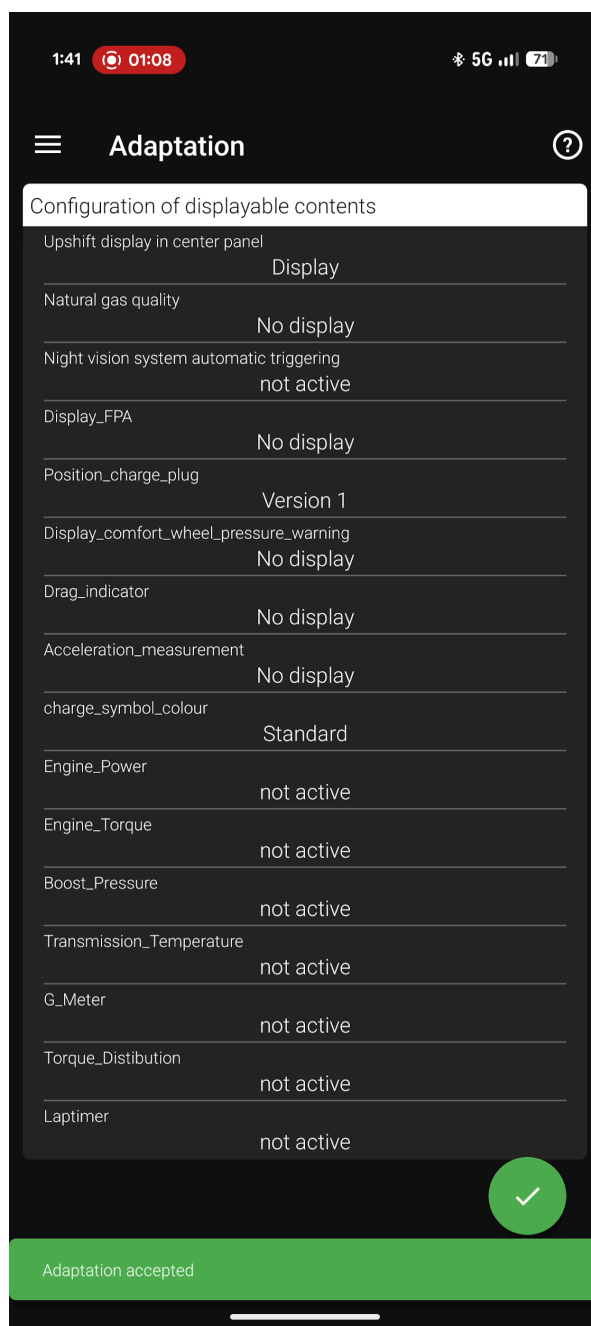 1:41 01:08 5G 71
Adaptation ?
Configuration of displayable contents
Upshift display in center panel
Display
Natural gas quality
No display
Night vision system automatic triggering
not active
Display_FPA
No display
Position_charge_plug
Version 1
Display_comfort_wheel_pressure_warning
No display
Drag_indicator
No display
Acceleration_measurement
No display
charge_symbol_colour
Standard
Engine_Power
not active
Engine_Torque
not active
Boost_Pressure
not active
Transmission_Temperature
not active
G_Meter
not active
Torque_Distibution
not active
Laptimer
not active
Adaptation accepted